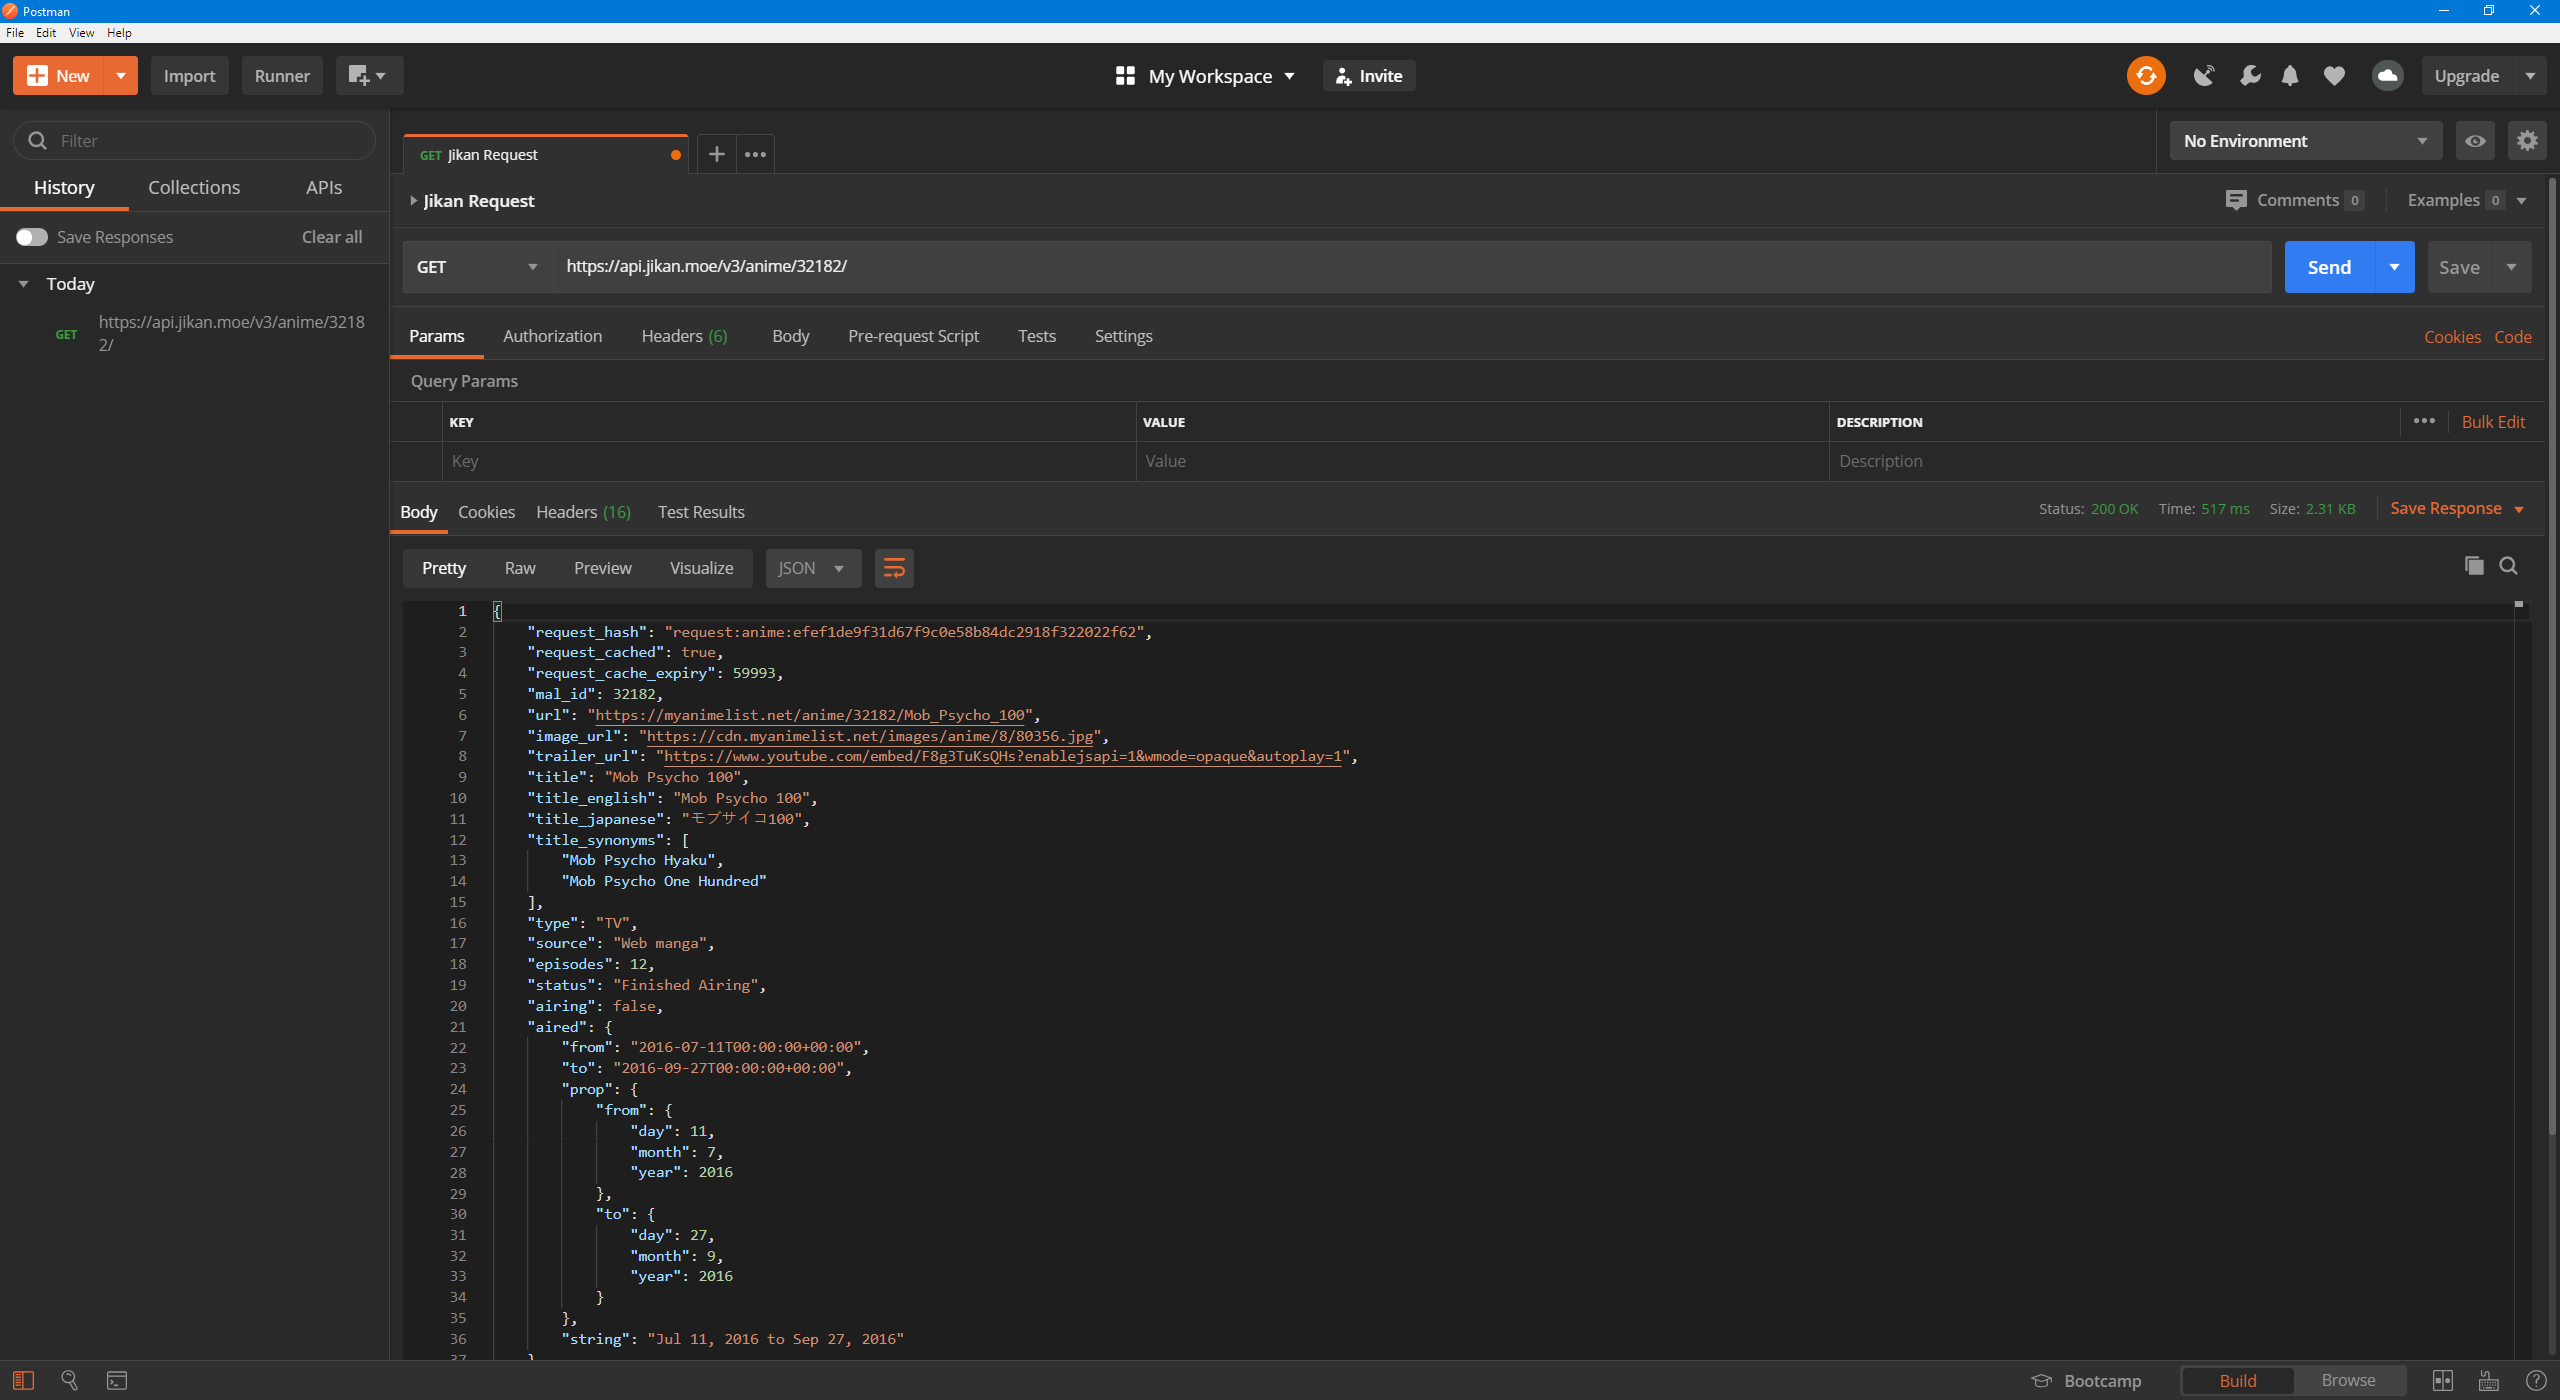 Postman
File Edit View Help
New Import Runner My Workspace Invite Upgrade
Filter
History Collections APIs
Save Responses Clear all
Today
GET https://api.jikan.moe/v3/anime/3218
2/
GET Jikan Request ••• No Environment
Jikan Request Comments 0 Examples 0
GET https://api.jikan.moe/v3/anime/32182/ Send Save
Params Authorization Headers (6) Body Pre-request Script Tests Settings Cookies Code
Query Params
KEY VALUE DESCRIPTION ••• Bulk Edit
Key Value Description
Body Cookies Headers (16) Test Results Status: 200 OK Time: 517 ms Size: 2.31 KB Save Response
Pretty Raw Preview Visualize JSON
1 {
2 "request_hash": "request:anime:efef1de9f31d67f9c0e58b84dc2918f322022f62",
3 "request_cached": true,
4 "request_cache_expiry": 59993,
5 "mal_id": 32182,
6 "url": "https://myanimelist.net/anime/32182/Mob_Psycho_100",
7 "image_url": "https://cdn.myanimelist.net/images/anime/8/80356.jpg",
8 "trailer_url": "https://www.youtube.com/embed/F8g3TuKsQHs?enablejsapi=1&wmode=opaque&autoplay=1",
9 "title": "Mob Psycho 100",
10 "title_english": "Mob Psycho 100",
11 "title_japanese": "モブサイコ100",
12 "title_synonyms": [
13 "Mob Psycho Hyaku",
14 "Mob Psycho One Hundred"
15 ],
16 "type": "TV",
17 "source": "Web manga",
18 "episodes": 12,
19 "status": "Finished Airing",
20 "airing": false,
21 "aired": {
22 "from": "2016-07-11T00:00:00+00:00",
23 "to": "2016-09-27T00:00:00+00:00",
24 "prop": {
25 "from": {
26 "day": 11,
27 "month": 7,
28 "year": 2016
29 },
30 "to": {
31 "day": 27,
32 "month": 9,
33 "year": 2016
34 }
35 },
36 "string": "Jul 11, 2016 to Sep 27, 2016"
37 }
Bootcamp Build Browse